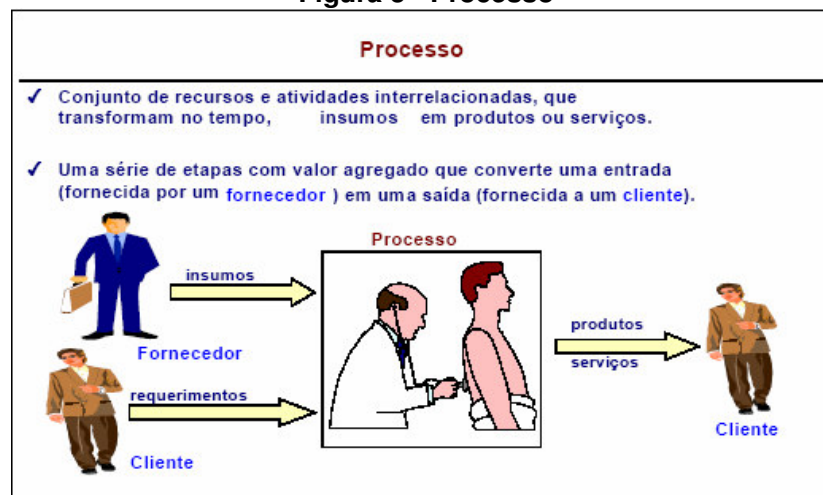 Processo
✓ Conjunto de recursos e atividades interrelacionadas, que
transformam no tempo, insumos em produtos ou serviços.
✓ Uma série de etapas com valor agregado que converte uma entrada
(fornecida por um fornecedor ) em uma saída (fornecida a um cliente).
Processo
insumos
Fornecedor
requerimentos
Cliente
produtos
serviços
Cliente